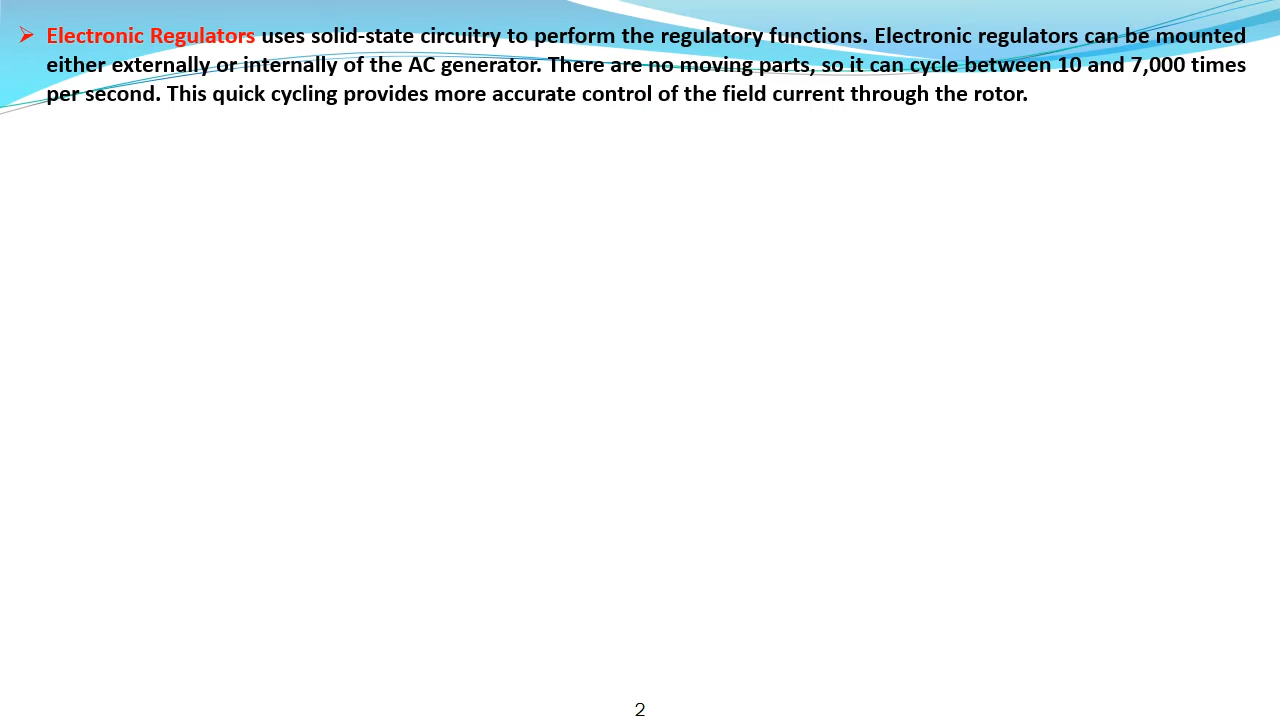 ➢ Electronic Regulators uses solid-state circuitry to perform the regulatory functions. Electronic regulators can be mounted
either externally or internally of the AC generator. There are no moving parts, so it can cycle between 10 and 7,000 times
per second. This quick cycling provides more accurate control of the field current through the rotor.
2